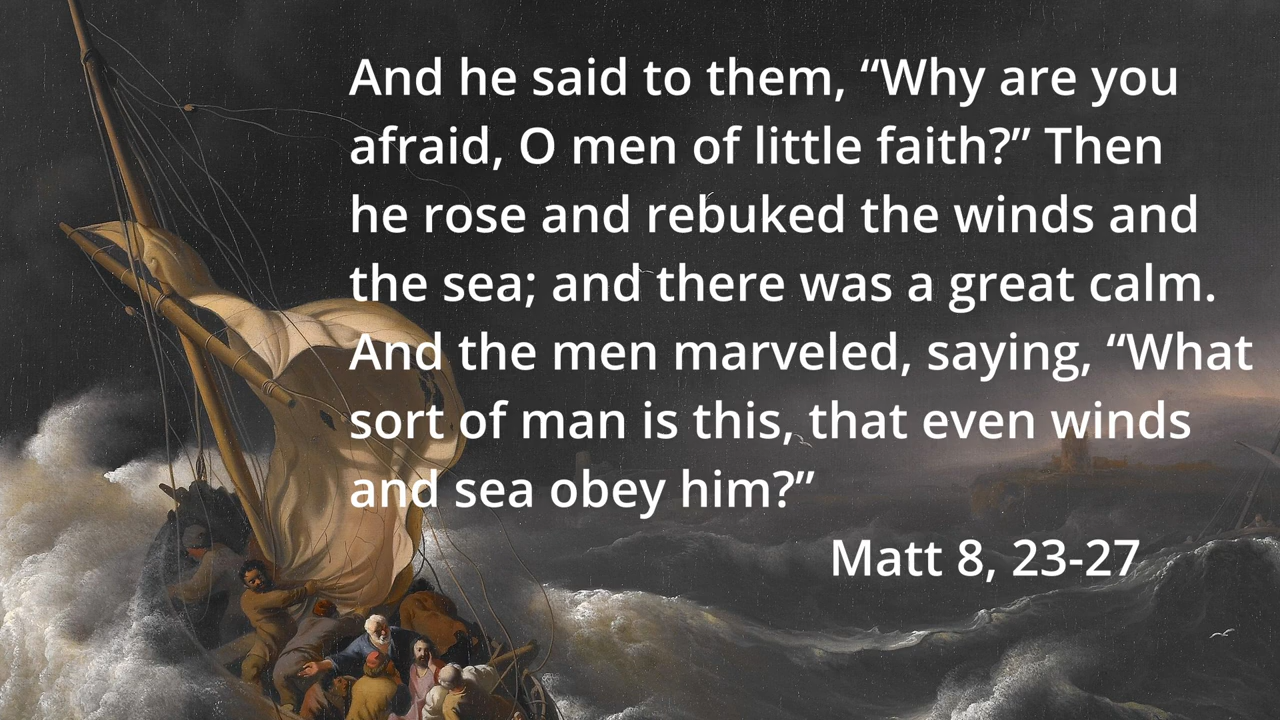 And he said to them, “Why are you
afraid, O men of little faith?” Then
he rose and rebuked the winds and
the sea; and there was a great calm.
And the men marveled, saying, “What
sort of man is this, that even winds
and sea obey him?”
Matt 8, 23-27